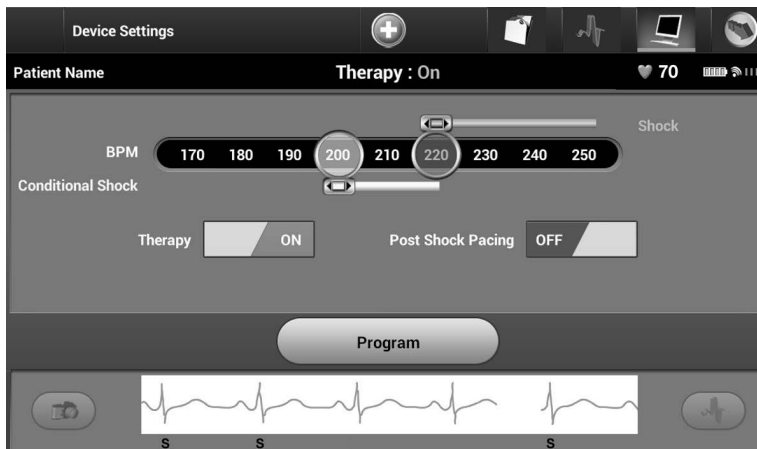 Device Settings
Patient Name
Therapy : On
70
Shock
BPM
170 180 190 200 210 220 230 240 250
Conditional Shock
Therapy
ON
Post Shock Pacing
OFF
Program
S S S